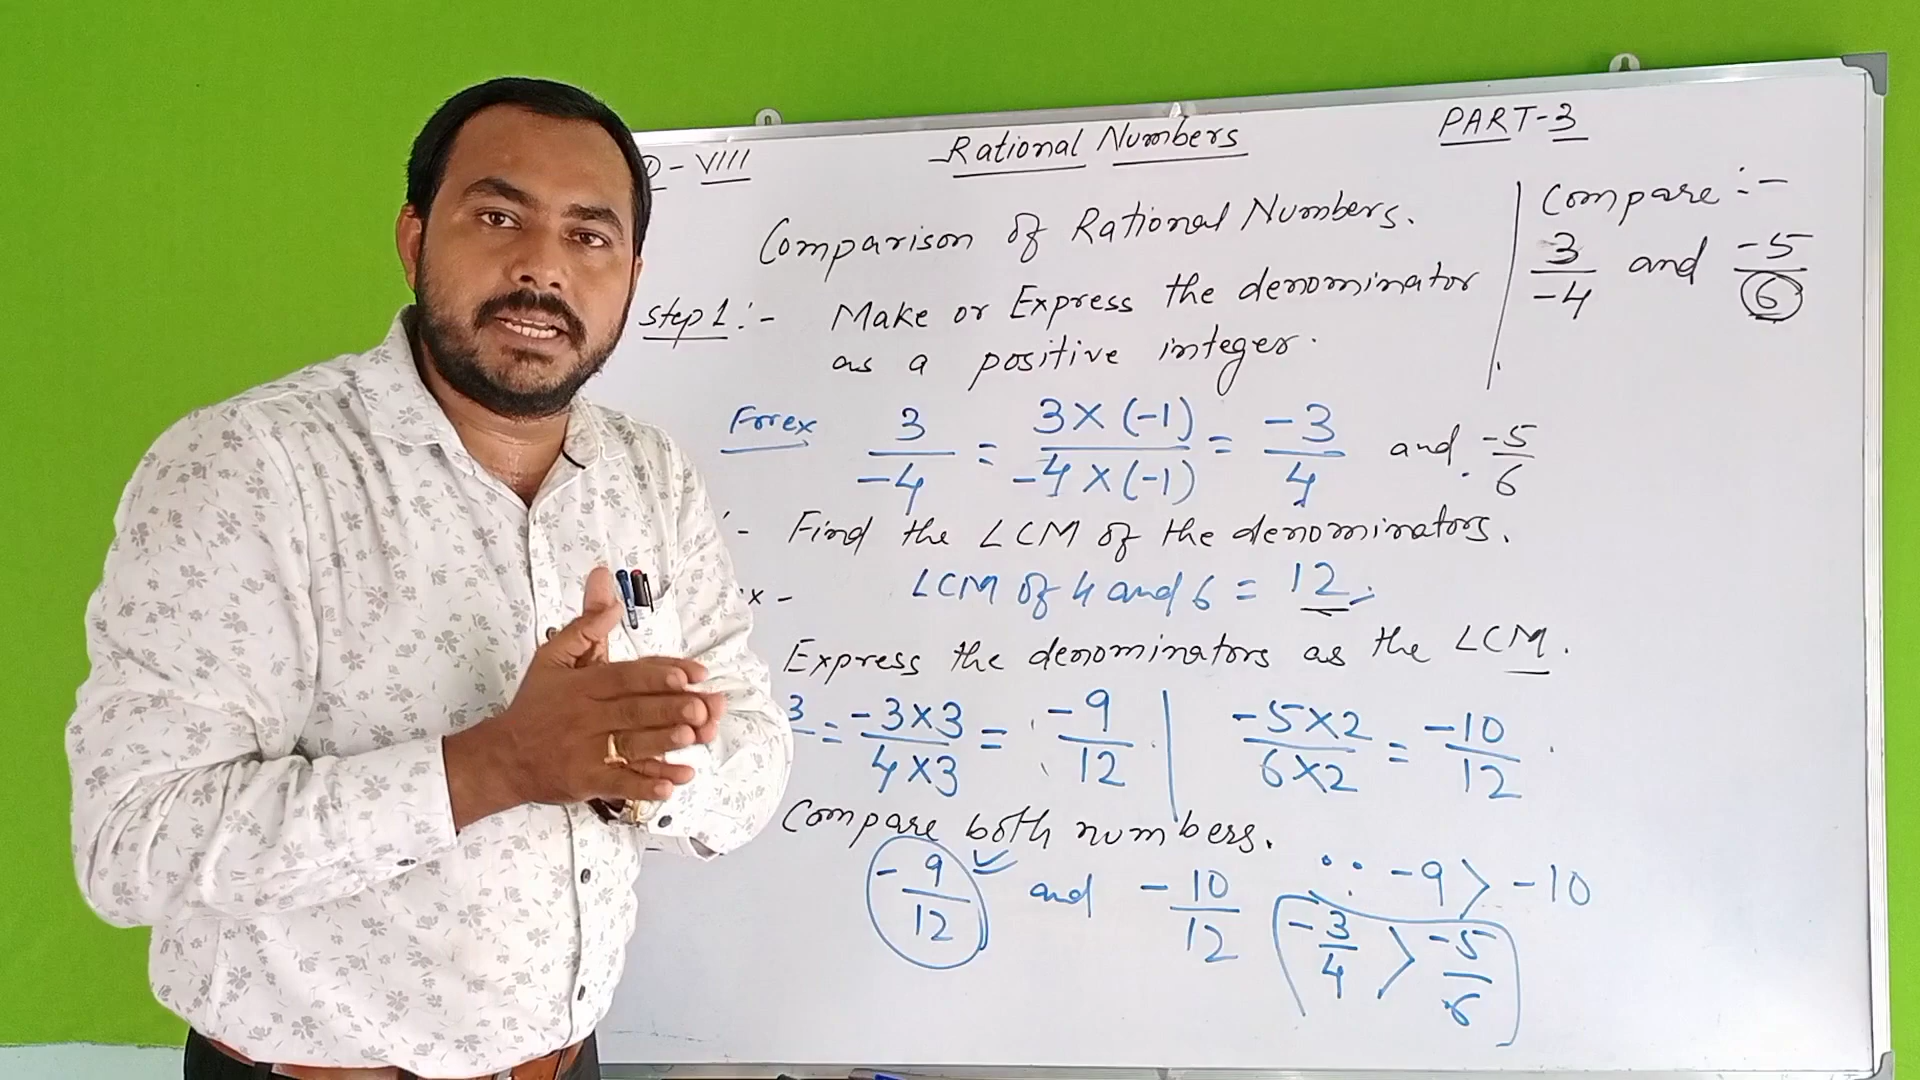 - VIII Rational Numbers PART-3
Comparison of Rational Numbers.
Compare :-
3/-4 and -5/6
Step 1 :- Make or Express the denominator
as a positive integer.
For ex 3/-4 = 3×(-1)/-4×(-1) = -3/4 and -5/6
:- Find the LCM of the denominators.
x - LCM of 4 and 6 = 12
Express the denominators as the LCM.
3 = -3×3/4×3 = -9/12 | -5×2/6×2 = -10/12
Compare both numbers.
-9/12 and -10/12 ∵ -9 > -10
-3/4 > -5/6